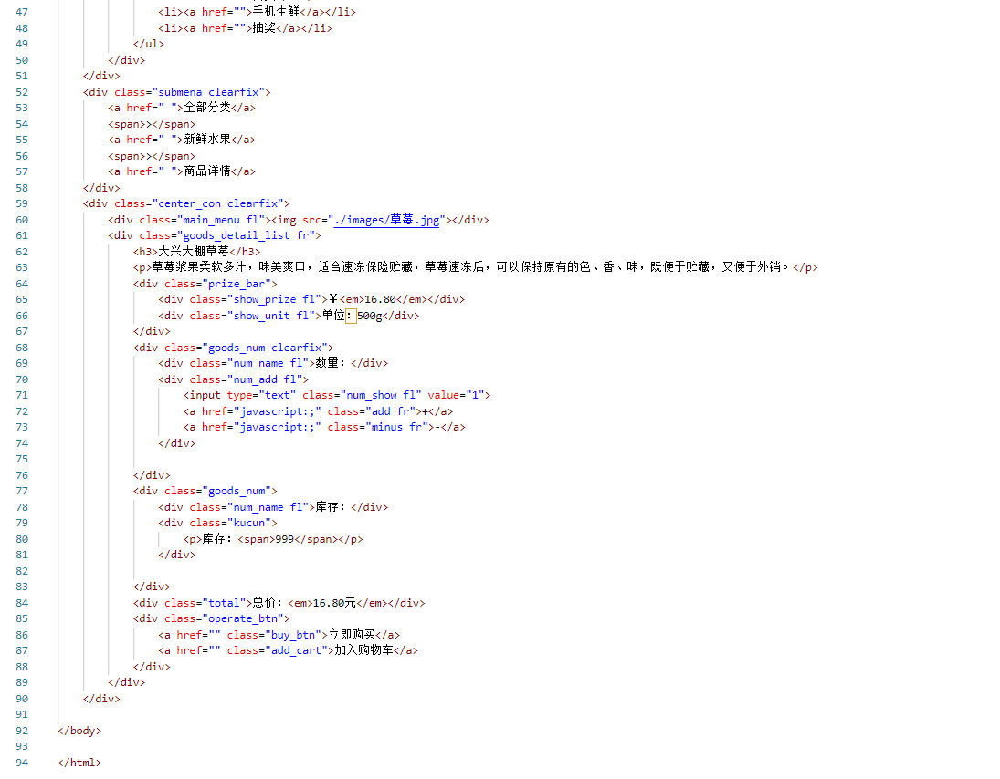 47 <li><a href="">手机生鲜</a></li>
48 <li><a href="">抽奖</a></li>
49 </ul>
50 </div>
51 </div>
52 <div class="submena clearfix">
53 <a href=" ">全部分类</a>
54 <span>></span>
55 <a href=" ">新鲜水果</a>
56 <span>></span>
57 <a href=" ">商品详情</a>
58 </div>
59 <div class="center_con clearfix">
60 <div class="main_menu fl"><img src="./images/草莓.jpg"></div>
61 <div class="goods_detail_list fr">
62 <h3>大兴大棚草莓</h3>
63 <p>草莓浆果柔软多汁，味美爽口，适合速冻保险贮藏，草莓速冻后，可以保持原有的色、香、味，既便于贮藏，又便于外销。</p>
64 <div class="prize_bar">
65 <div class="show_prize fl">￥<em>16.80</em></div>
66 <div class="show_unit fl">单位：500g</div>
67 </div>
68 <div class="goods_num clearfix">
69 <div class="num_name fl">数量：</div>
70 <div class="num_add fl">
71 <input type="text" class="num_show fl" value="1">
72 <a href="javascript:;" class="add fr">+</a>
73 <a href="javascript:;" class="minus fr">-</a>
74 </div>
75
76 </div>
77 <div class="goods_num">
78 <div class="num_name fl">库存：</div>
79 <div class="kucun">
80 <p>库存：<span>999</span></p>
81 </div>
82
83 </div>
84 <div class="total">总价：<em>16.80元</em></div>
85 <div class="operate_btn">
86 <a href="" class="buy_btn">立即购买</a>
87 <a href="" class="add_cart">加入购物车</a>
88 </div>
89 </div>
90 </div>
91
92 </body>
93
94 </html>